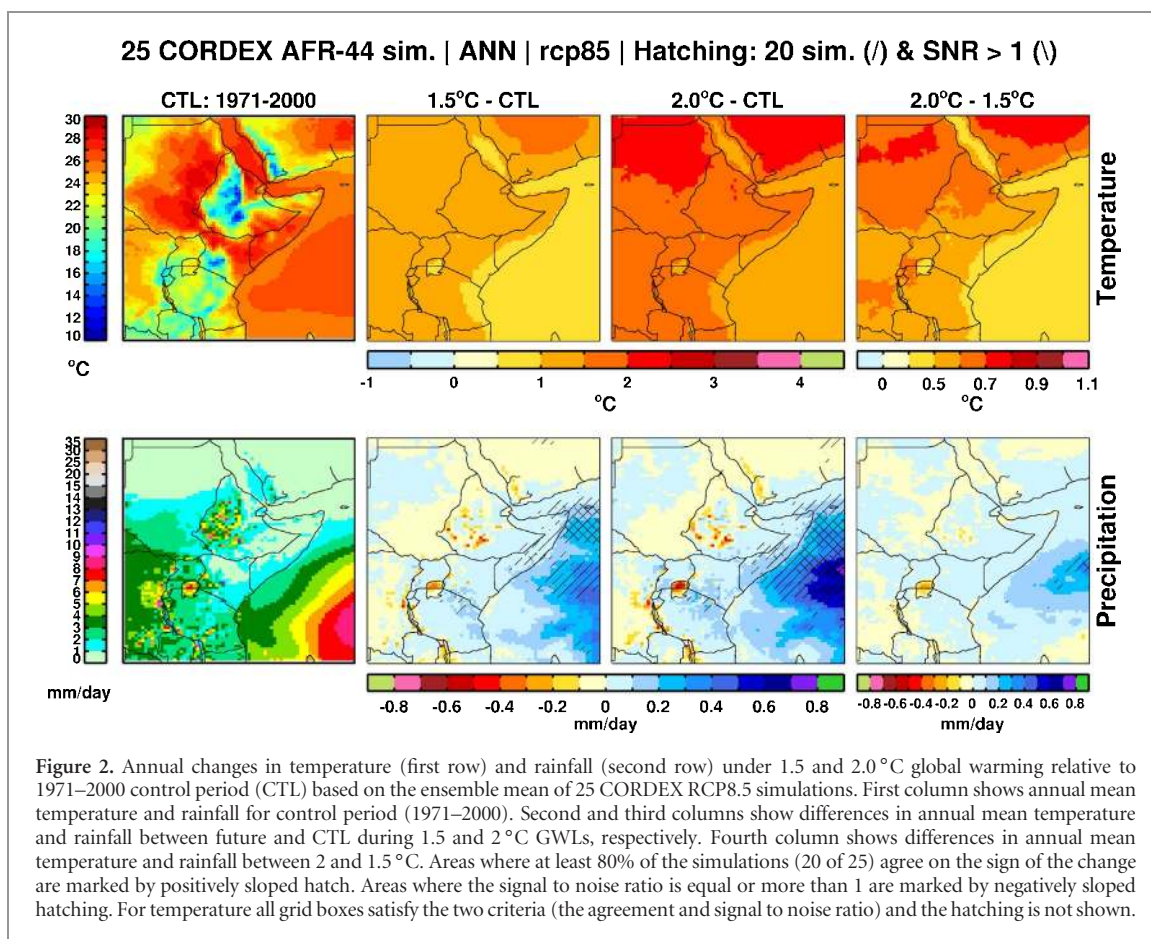 25 CORDEX AFR-44 sim. | ANN | rcp85 | Hatching: 20 sim. (/) & SNR > 1 (\)
CTL: 1971-2000
1.5°C - CTL
2.0°C - CTL
2.0°C - 1.5°C
30
28
26
24
22
20
18
16
14
12
10
°C
Temperature
-1 0 1 2 3 4
°C
0 0.5 0.7 0.9 1.1
°C
35
30
25
20
15
14
13
12
11
10
9
8
7
6
5
4
3
2
1
0
mm/day
Precipitation
-0.8 -0.6 -0.4 -0.2 0 0.2 0.4 0.6 0.8
mm/day
-0.8 -0.6 -0.4 -0.2 0 0.2 0.4 0.6 0.8
mm/day
Figure 2. Annual changes in temperature (first row) and rainfall (second row) under 1.5 and 2.0 °C global warming relative to
1971–2000 control period (CTL) based on the ensemble mean of 25 CORDEX RCP8.5 simulations. First column shows annual mean
temperature and rainfall for control period (1971–2000). Second and third columns show differences in annual mean temperature
and rainfall between future and CTL during 1.5 and 2 °C GWLs, respectively. Fourth column shows differences in annual mean
temperature and rainfall between 2 and 1.5 °C. Areas where at least 80% of the simulations (20 of 25) agree on the sign of the change
are marked by positively sloped hatch. Areas where the signal to noise ratio is equal or more than 1 are marked by negatively sloped
hatching. For temperature all grid boxes satisfy the two criteria (the agreement and signal to noise ratio) and the hatching is not shown.